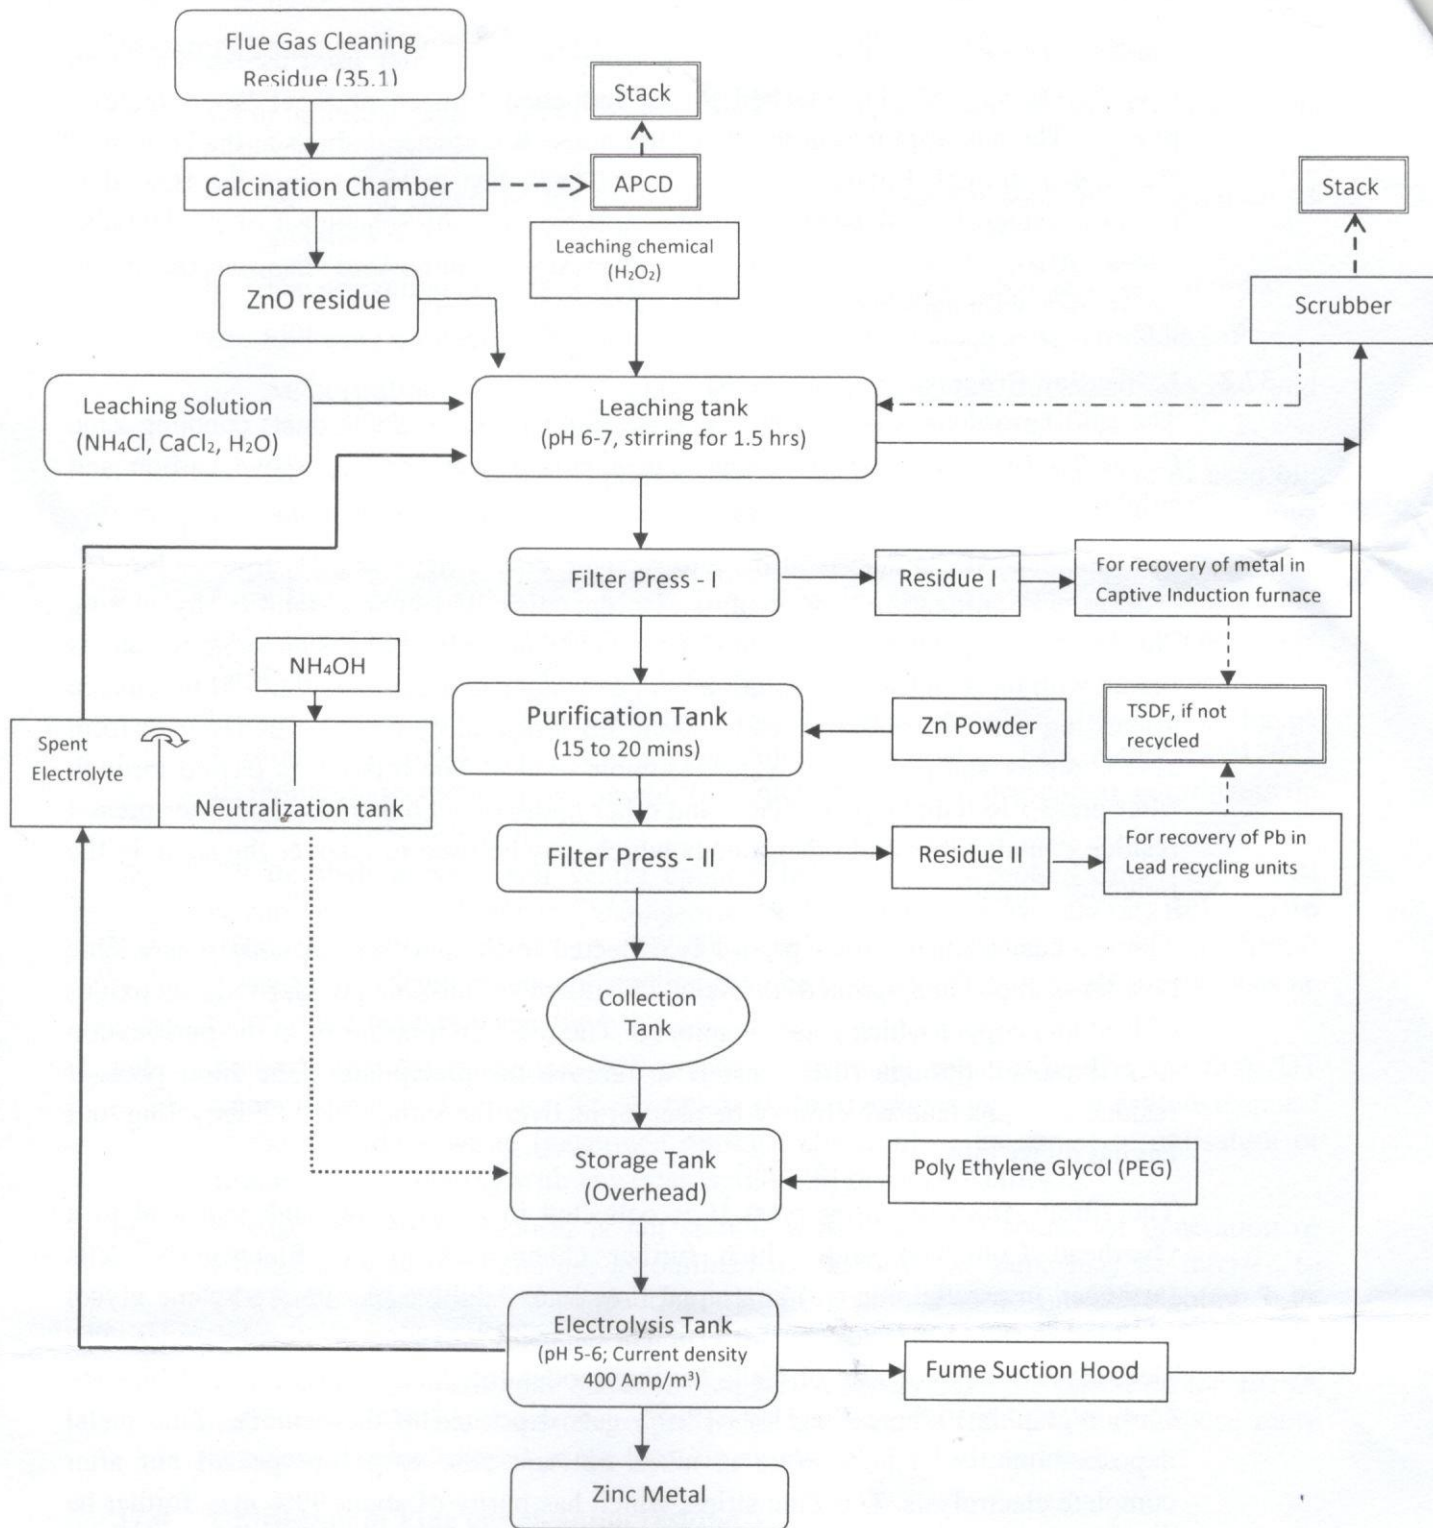 Flue Gas Cleaning
Residue (35.1)
Stack
Calcination Chamber
APCD
Stack
Leaching chemical
(H₂O₂)
ZnO residue
Scrubber
Leaching Solution
(NH₄Cl, CaCl₂, H₂O)
Leaching tank
(pH 6-7, stirring for 1.5 hrs)
Filter Press - I
Residue I
For recovery of metal in
Captive Induction furnace
NH₄OH
Purification Tank
(15 to 20 mins)
Zn Powder
TSDF, if not
recycled
Spent
Electrolyte
Neutralization tank
Filter Press - II
Residue II
For recovery of Pb in
Lead recycling units
Collection
Tank
Storage Tank
(Overhead)
Poly Ethylene Glycol (PEG)
Electrolysis Tank
(pH 5-6; Current density
400 Amp/m³)
Fume Suction Hood
Zinc Metal